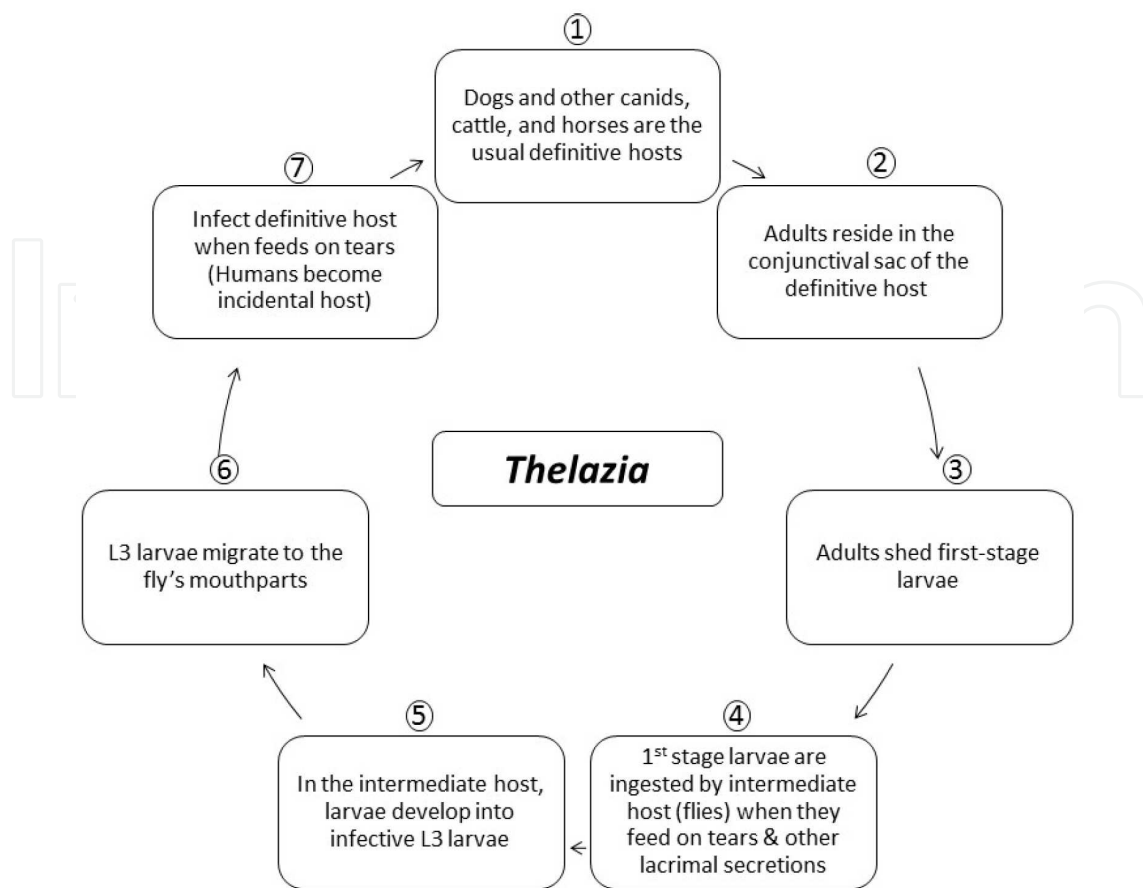 ①
Dogs and other canids,
cattle, and horses are the
usual definitive hosts
②
Adults reside in the
conjunctival sac of the
definitive host
③
Adults shed first-stage
larvae
④
1st stage larvae are
ingested by intermediate
host (flies) when they
feed on tears & other
lacrimal secretions
⑤
In the intermediate host,
larvae develop into
infective L3 larvae
⑥
L3 larvae migrate to the
fly’s mouthparts
⑦
Infect definitive host
when feeds on tears
(Humans become
incidental host)
Thelazia